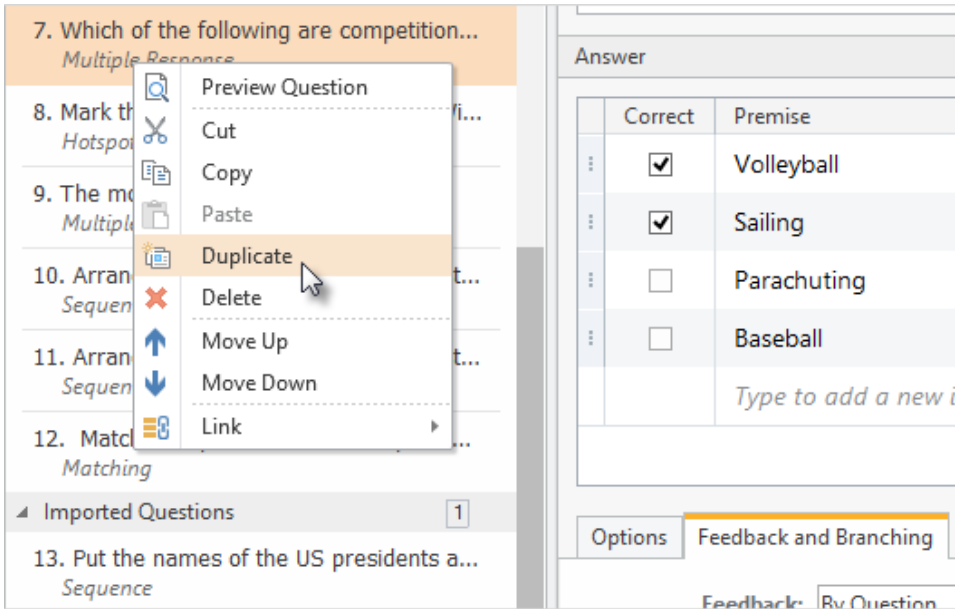 7. Which of the following are competition...
Multiple Response
Preview Question
8. Mark th
Hotspo
Cut
Copy
9. The mo
Multipl
Paste
Duplicate
10. Arran
t...
Sequen
Delete
Move Up
11. Arran
t...
Sequen
Move Down
Link
12. Matc
...
Matching
Imported Questions
1
13. Put the names of the US presidents a...
Sequence
Answer
Correct Premise
Volleyball
Sailing
Parachuting
Baseball
Type to add a new
Options Feedback and Branching
Feedback: By Question